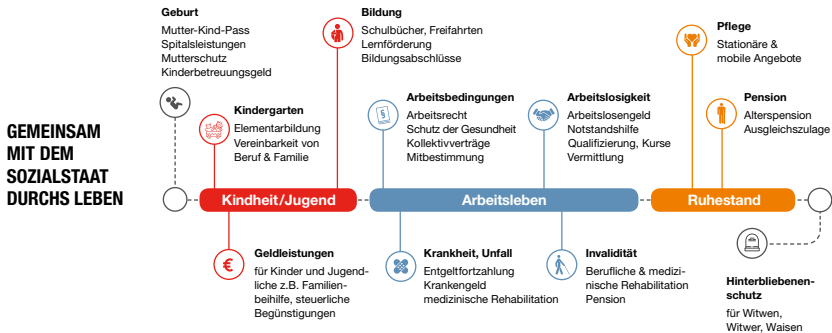 GEMEINSAM
MIT DEM
SOZIALSTAAT
DURCHS LEBEN
Geburt
Mutter-Kind-Pass
Spitalsleistungen
Mutterschutz
Kinderbetreuungsgeld
Kindergarten
Elementarbildung
Vereinbarkeit von
Beruf & Familie
Bildung
Schulbücher, Freifahrten
Lernförderung
Bildungsabschlüsse
Arbeitsbedingungen
Arbeitsrecht
Schutz der Gesundheit
Kollektivverträge
Mitbestimmung
§
Arbeitslosigkeit
Arbeitslosengeld
Notstandshilfe
Qualifizierung, Kurse
Vermittlung
Pflege
Stationäre &
mobile Angebote
Pension
Alterspension
Ausgleichszulage
Kindheit/Jugend
Arbeitsleben
Ruhestand
€
Geldleistungen
für Kinder und Jugend-
liche z.B. Familien-
beihilfe, steuerliche
Begünstigungen
Krankheit, Unfall
Entgeltfortzahlung
Krankengeld
medizinische Rehabilitation
Invalidität
Berufliche & medizi-
nische Rehabilitation
Pension
Hinterbliebenen-
schutz
für Witwen,
Witwer, Waisen